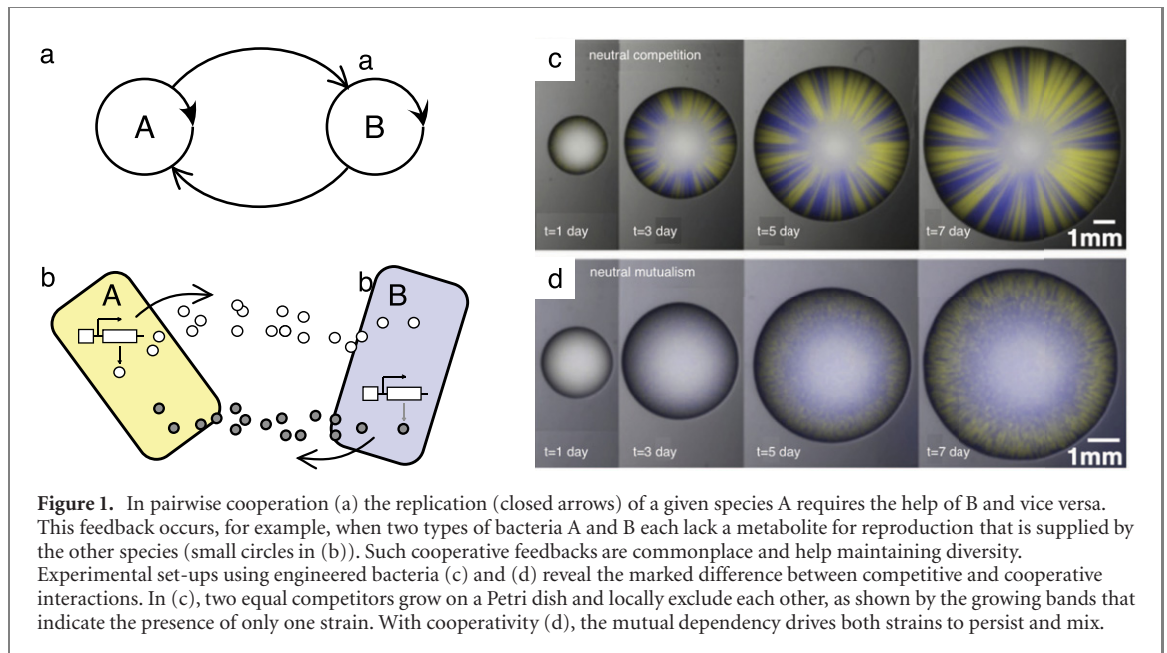 a
a
A
B
b
b
A
B
c
neutral competition
t=1 day
t=3 day
t=5 day
t=7 day
1mm
d
neutral mutualism
t=1 day
t=3 day
t=5 day
t=7 day
1mm
Figure 1. In pairwise cooperation (a) the replication (closed arrows) of a given species A requires the help of B and vice versa.
This feedback occurs, for example, when two types of bacteria A and B each lack a metabolite for reproduction that is supplied by
the other species (small circles in (b)). Such cooperative feedbacks are commonplace and help maintaining diversity.
Experimental set-ups using engineered bacteria (c) and (d) reveal the marked difference between competitive and cooperative
interactions. In (c), two equal competitors grow on a Petri dish and locally exclude each other, as shown by the growing bands that
indicate the presence of only one strain. With cooperativity (d), the mutual dependency drives both strains to persist and mix.